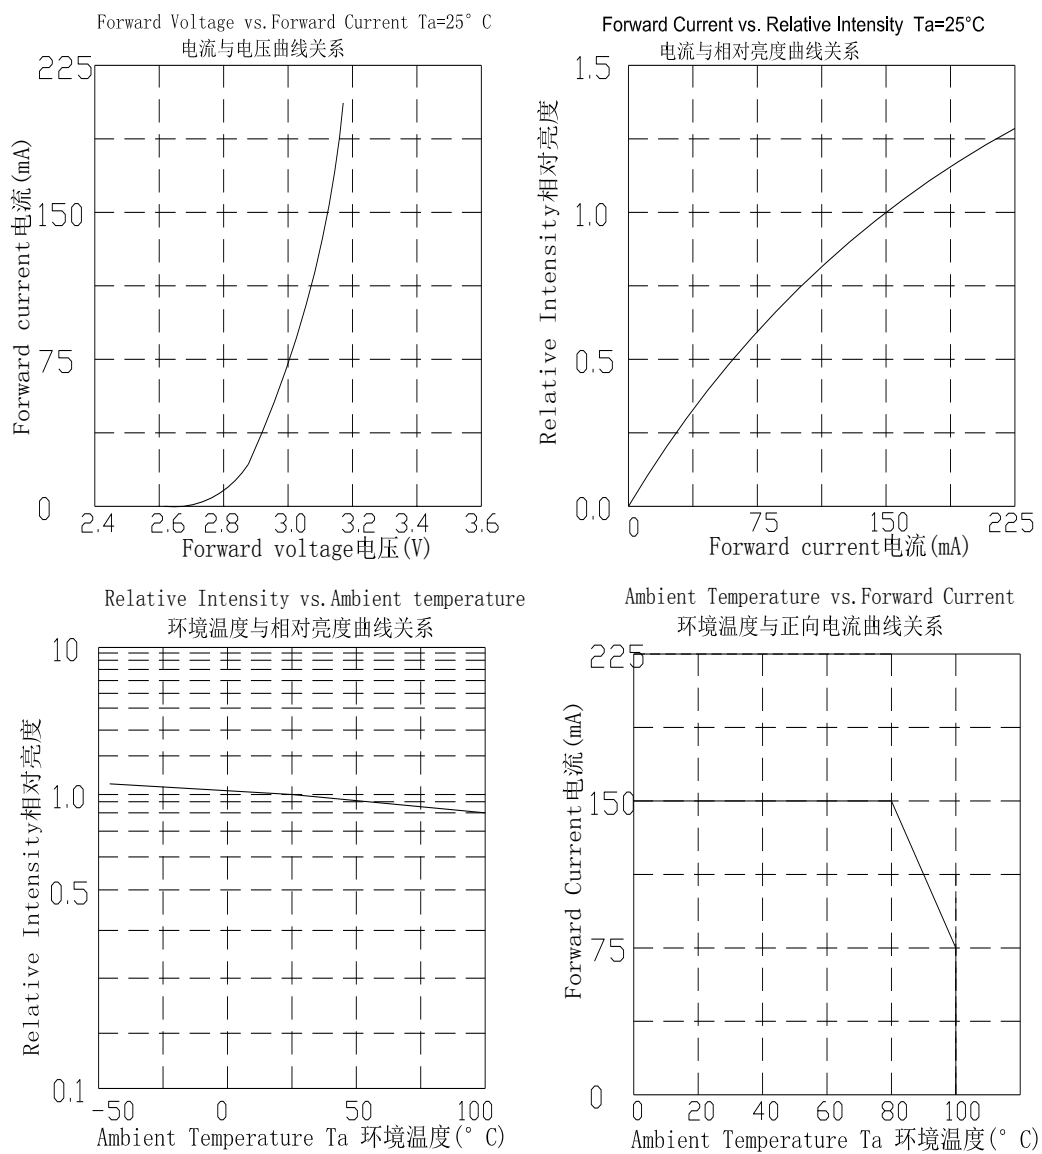 Forward Voltage vs.Forward Current Ta=25° C
电流与电压曲线关系
225
150
75
0
Forward current电流(mA)
2.4 2.6 2.8 3.0 3.2 3.4 3.6
Forward voltage电压(V)
Forward Current vs. Relative Intensity Ta=25°C
电流与相对亮度曲线关系
1.5
1.0
0.5
0.0
Relative Intensity相对亮度
0 75 150 225
Forward current电流(mA)
Relative Intensity vs.Ambient temperature
环境温度与相对亮度曲线关系
10
1.0
0.5
0.1
Relative Intensity相对亮度
-50 0 50 100
Ambient Temperature Ta 环境温度(° C)
Ambient Temperature vs.Forward Current
环境温度与正向电流曲线关系
225
150
75
0
Forward Current电流(mA)
0 20 40 60 80 100
Ambient Temperature Ta 环境温度(° C)